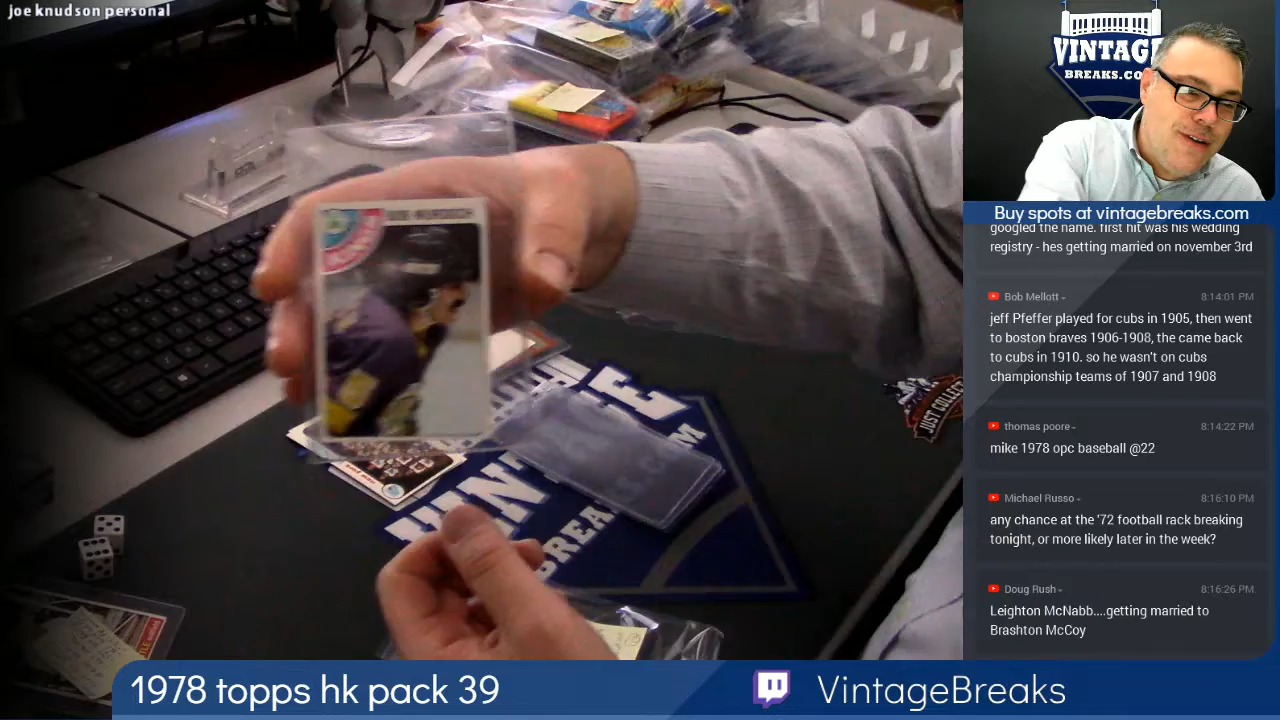 joe knudson personal
VINTAGE
BREAKS.CO
Buy spots at vintagebreaks.com
googled the name. first hit was his wedding
registry - hes getting married on november 3rd
Bob Mellott
8:14:01 PM
jeff Pfeffer played for cubs in 1905, then went
to boston braves 1906-1908, the came back
to cubs in 1910. so he wasn't on cubs
championship teams of 1907 and 1908
thomas poore
8:14:22 PM
mike 1978 opc baseball @22
Michael Russo
8:16:10 PM
any chance at the '72 football rack breaking
tonight, or more likely later in the week?
Doug Rush
8:16:26 PM
Leighton McNabb....getting married to
Brashton McCoy
JUST COLLECT
1978 topps hk pack 39
VintageBreaks